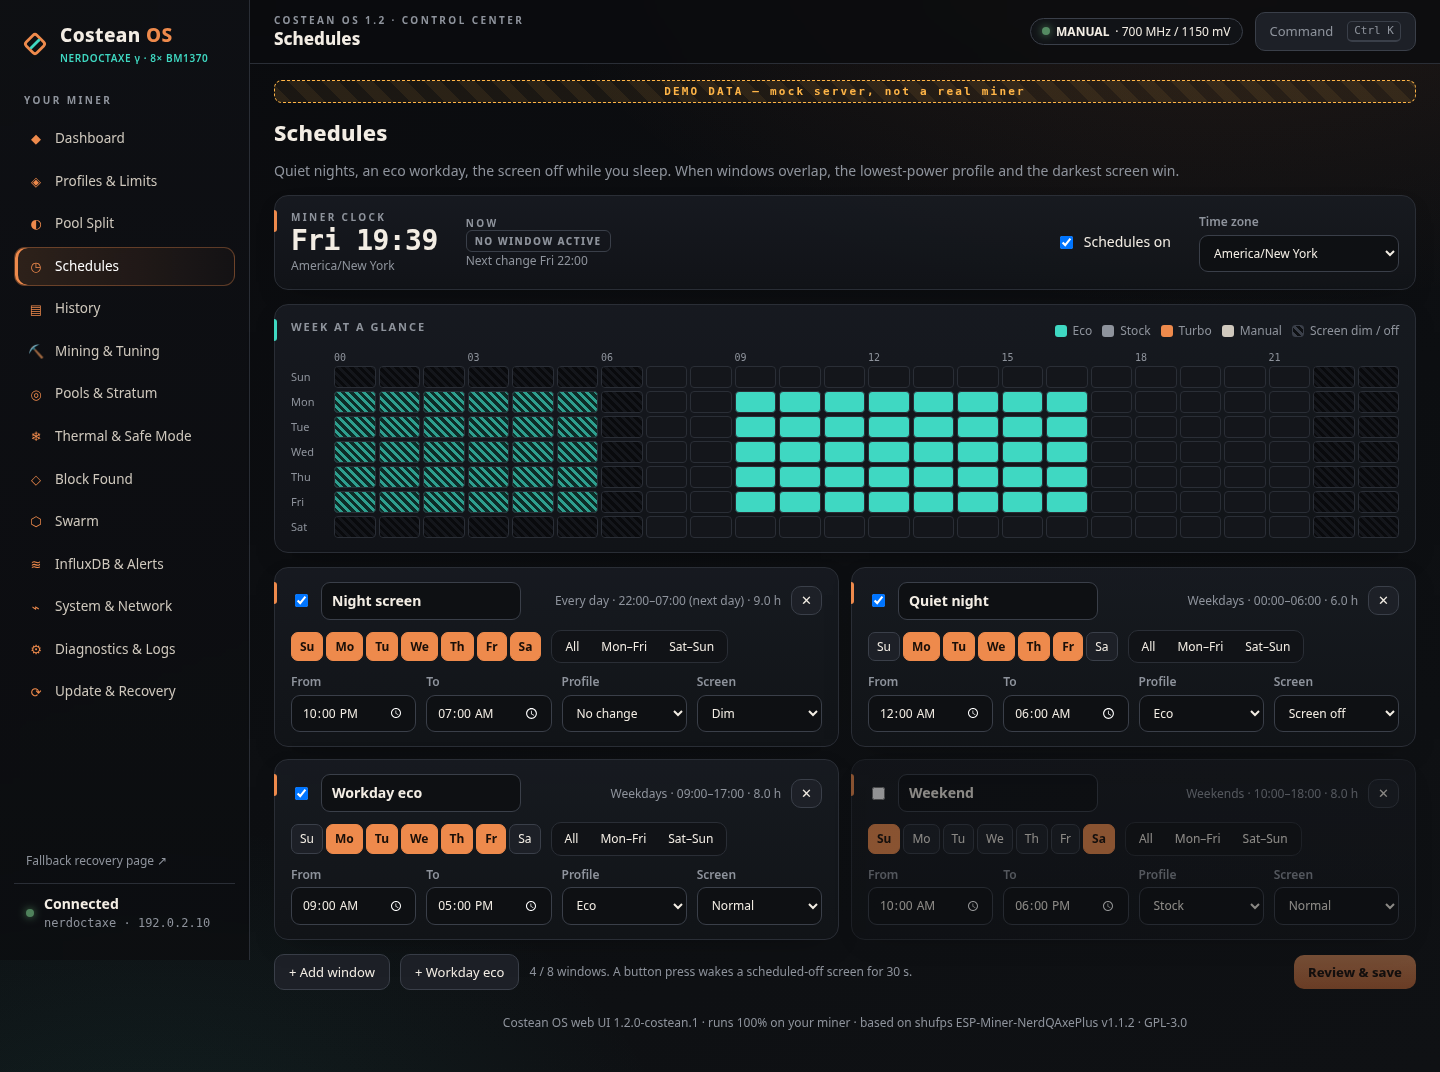 Costean OS
NERDOCTAXE γ · 8× BM1370
YOUR MINER
Dashboard
Profiles & Limits
Pool Split
Schedules
History
Mining & Tuning
Pools & Stratum
Thermal & Safe Mode
Block Found
Swarm
InfluxDB & Alerts
System & Network
Diagnostics & Logs
Update & Recovery
Fallback recovery page ↗
Connected
nerdoctaxe · 192.0.2.10
COSTEAN OS 1.2 · CONTROL CENTER
Schedules
MANUAL · 700 MHz / 1150 mV
Command Ctrl K
DEMO DATA — mock server, not a real miner
Schedules
Quiet nights, an eco workday, the screen off while you sleep. When windows overlap, the lowest-power profile and the darkest screen win.
MINER CLOCK
Fri 19:39
America/New York
NOW
NO WINDOW ACTIVE
Next change Fri 22:00
Schedules on
Time zone
America/New York
WEEK AT A GLANCE
Eco Stock Turbo Manual Screen dim / off
00 03 06 09 12 15 18 21
Sun
Mon
Tue
Wed
Thu
Fri
Sat
Night screen
Every day · 22:00–07:00 (next day) · 9.0 h ✕
Su Mo Tu We Th Fr Sa All Mon–Fri Sat–Sun
From To Profile Screen
10:00 PM 07:00 AM No change Dim
Quiet night
Weekdays · 00:00–06:00 · 6.0 h ✕
Su Mo Tu We Th Fr Sa All Mon–Fri Sat–Sun
From To Profile Screen
12:00 AM 06:00 AM Eco Screen off
Workday eco
Weekdays · 09:00–17:00 · 8.0 h ✕
Su Mo Tu We Th Fr Sa All Mon–Fri Sat–Sun
From To Profile Screen
09:00 AM 05:00 PM Eco Normal
Weekend
Weekends · 10:00–18:00 · 8.0 h ✕
Su Mo Tu We Th Fr Sa All Mon–Fri Sat–Sun
From To Profile Screen
10:00 AM 06:00 PM Stock Normal
+ Add window
+ Workday eco
4 / 8 windows. A button press wakes a scheduled-off screen for 30 s.
Review & save
Costean OS web UI 1.2.0-costean.1 · runs 100% on your miner · based on shufps ESP-Miner-NerdQAxePlus v1.1.2 · GPL-3.0